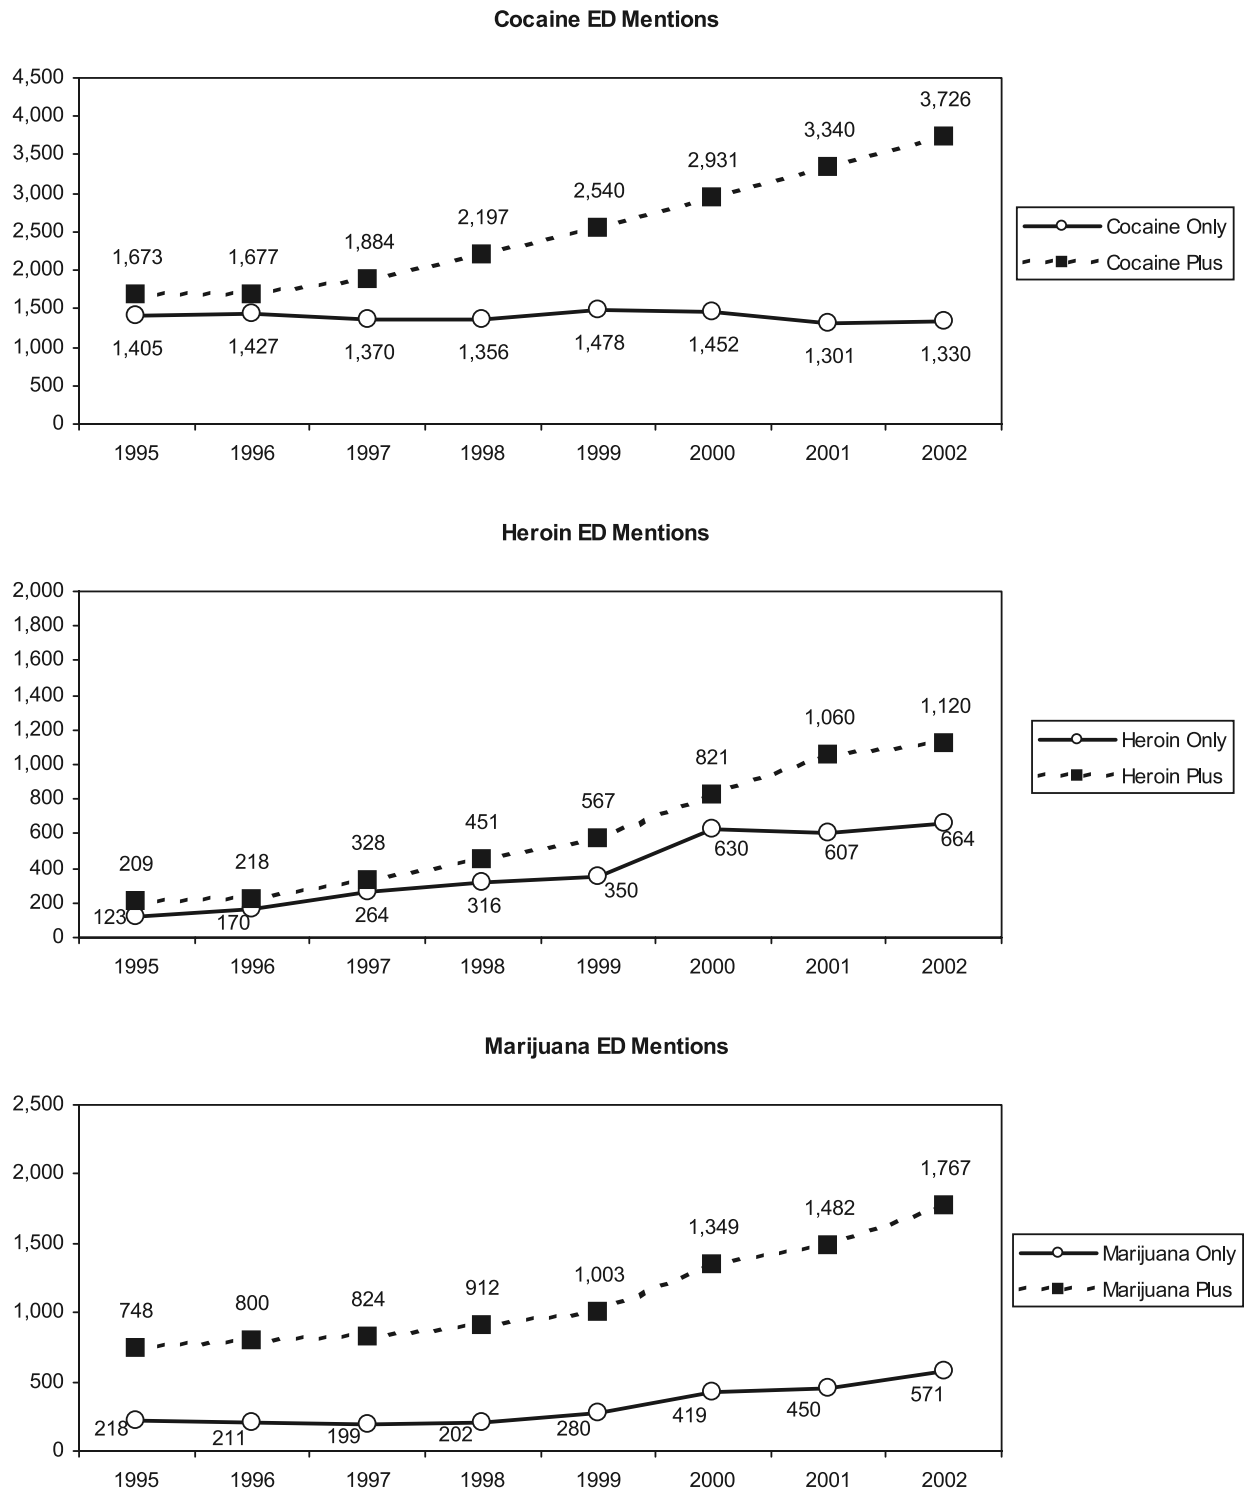 Cocaine ED Mentions
4,500
4,000
3,500
3,000
2,500
2,000
1,500
1,000
500
0
1,673 1,677 1,884 2,197 2,540 2,931 3,340 3,726
1,405 1,427 1,370 1,356 1,478 1,452 1,301 1,330
1995 1996 1997 1998 1999 2000 2001 2002
Cocaine Only
Cocaine Plus
Heroin ED Mentions
2,000
1,800
1,600
1,400
1,200
1,000
800
600
400
200
0
209 218 328 451 567 821 1,060 1,120
123 170 264 316 350 630 607 664
1995 1996 1997 1998 1999 2000 2001 2002
Heroin Only
Heroin Plus
Marijuana ED Mentions
2,500
2,000
1,500
1,000
500
0
748 800 824 912 1,003 1,349 1,482 1,767
218 211 199 202 280 419 450 571
1995 1996 1997 1998 1999 2000 2001 2002
Marijuana Only
Marijuana Plus